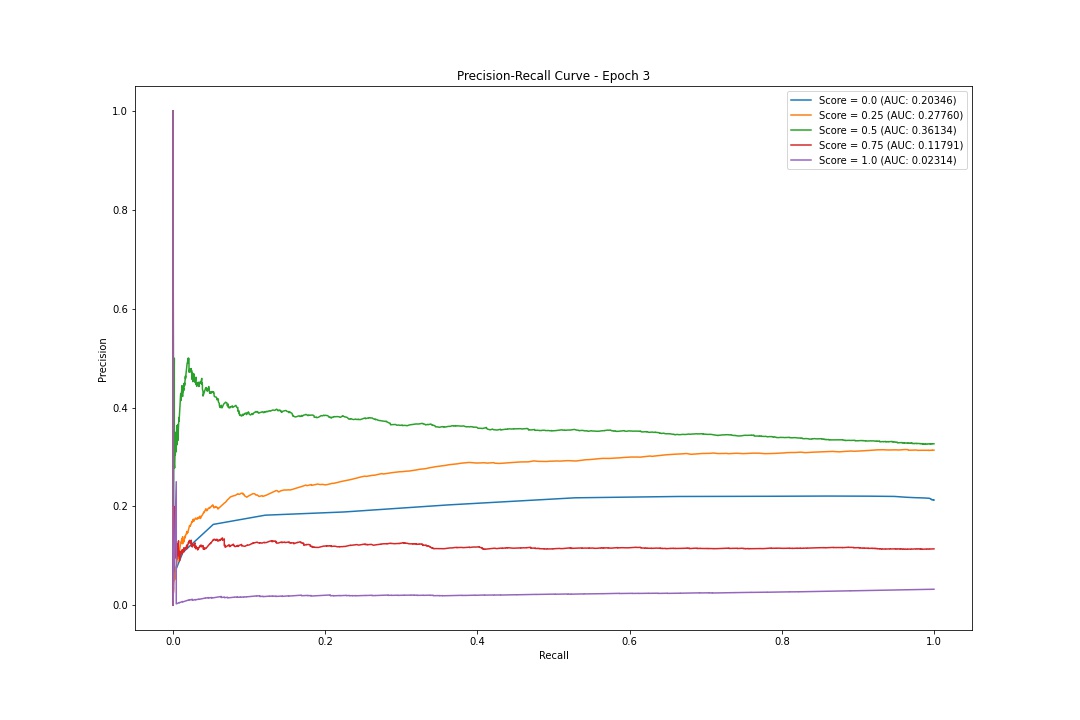 Precision-Recall Curve - Epoch 3
Score = 0.0 (AUC: 0.20346)
Score = 0.25 (AUC: 0.27760)
Score = 0.5 (AUC: 0.36134)
Score = 0.75 (AUC: 0.11791)
Score = 1.0 (AUC: 0.02314)
1.0
0.8
0.6
0.4
0.2
0.0
Precision
0.0 0.2 0.4 0.6 0.8 1.0
Recall